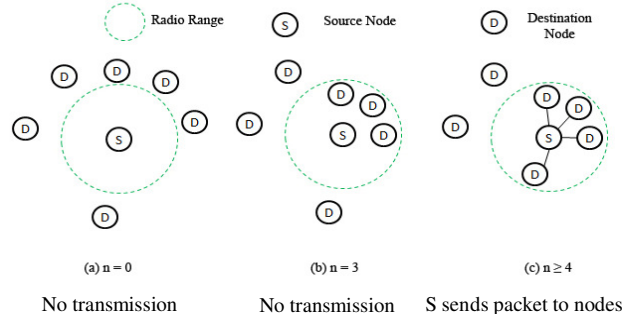 Radio Range
S
Source Node
D
Destination
Node
D
D
D
D
D
S
D
D
D
D
D
S
D
D
D
D
D
D
S
D
D
(a) n = 0
(b) n = 3
(c) n ≥ 4
No transmission
No transmission
S sends packet to nodes